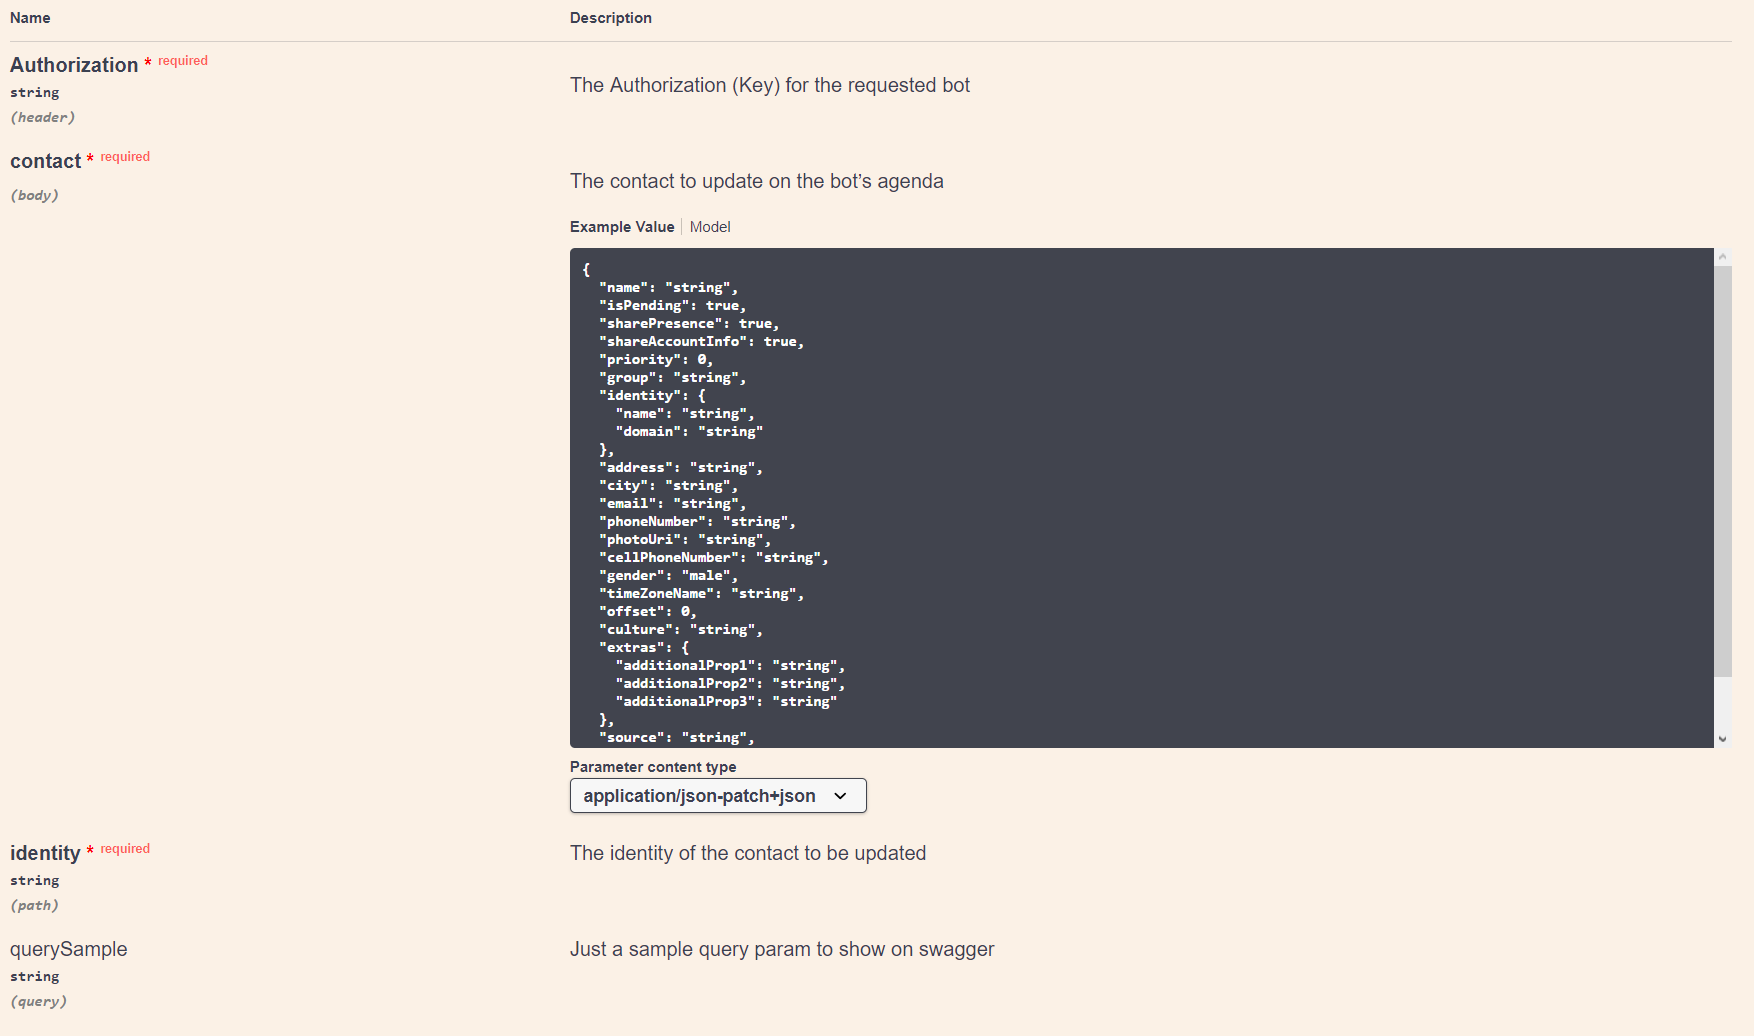 Name Description
Authorization * required
string
(header)
The Authorization (Key) for the requested bot
contact * required
(body)
The contact to update on the bot’s agenda
Example Value Model
{
  "name": "string",
  "isPending": true,
  "sharePresence": true,
  "shareAccountInfo": true,
  "priority": 0,
  "group": "string",
  "identity": {
    "name": "string",
    "domain": "string"
  },
  "address": "string",
  "city": "string",
  "email": "string",
  "phoneNumber": "string",
  "photoUri": "string",
  "cellPhoneNumber": "string",
  "gender": "male",
  "timeZoneName": "string",
  "offset": 0,
  "culture": "string",
  "extras": {
    "additionalProp1": "string",
    "additionalProp2": "string",
    "additionalProp3": "string"
  },
  "source": "string",
Parameter content type
application/json-patch+json
identity * required
string
(path)
The identity of the contact to be updated
querySample
string
(query)
Just a sample query param to show on swagger